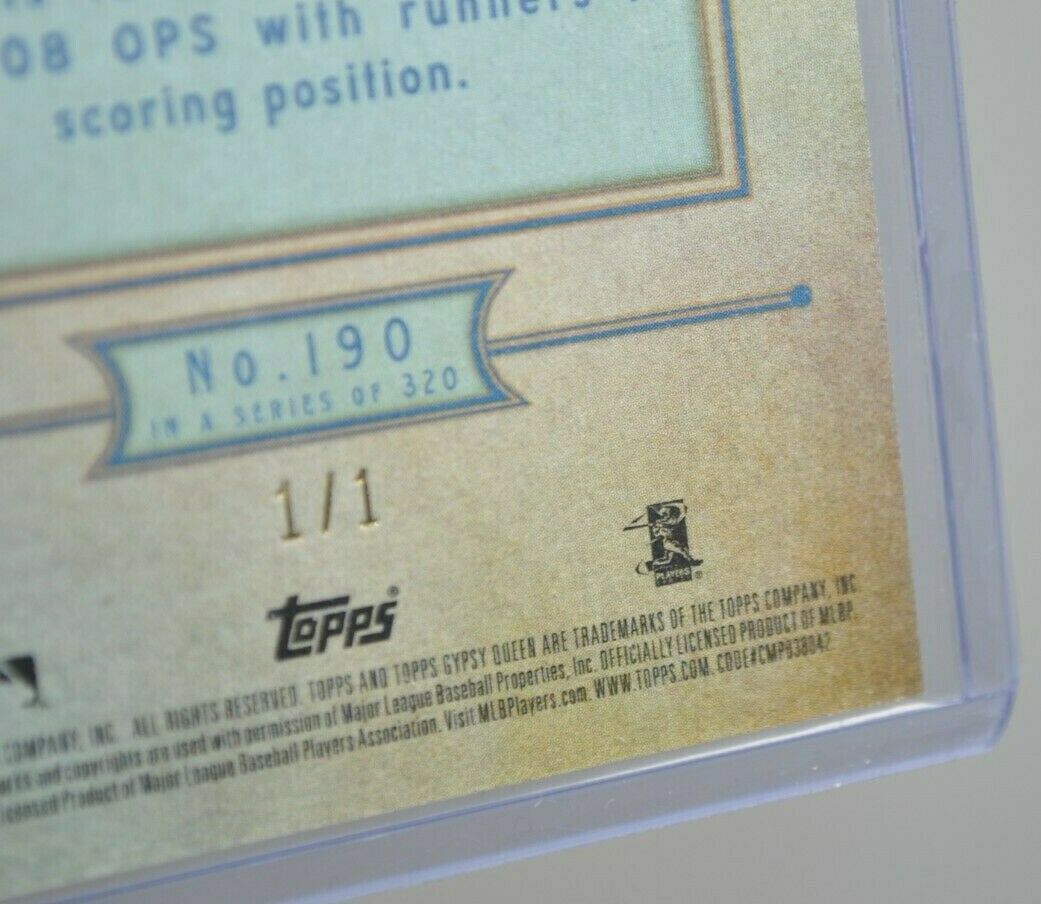 08 OPS with runners
scoring position.
No. 190
IN A SERIES OF 320
1/1
PLAYERS
topps®
COMPANY, INC. ALL RIGHTS RESERVED. TOPPS AND TOPPS GYPSY QUEEN ARE TRADEMARKS OF THE TOPPS COMPANY, INC.
and copyrights are used with permission of Major League Baseball Properties, Inc. OFFICIALLY LICENSED PRODUCT OF MLBP.
Licensed Product of Major League Baseball Players Association. Visit MLBPlayers.com. WWW.TOPPS.COM. CODE#CMP038042